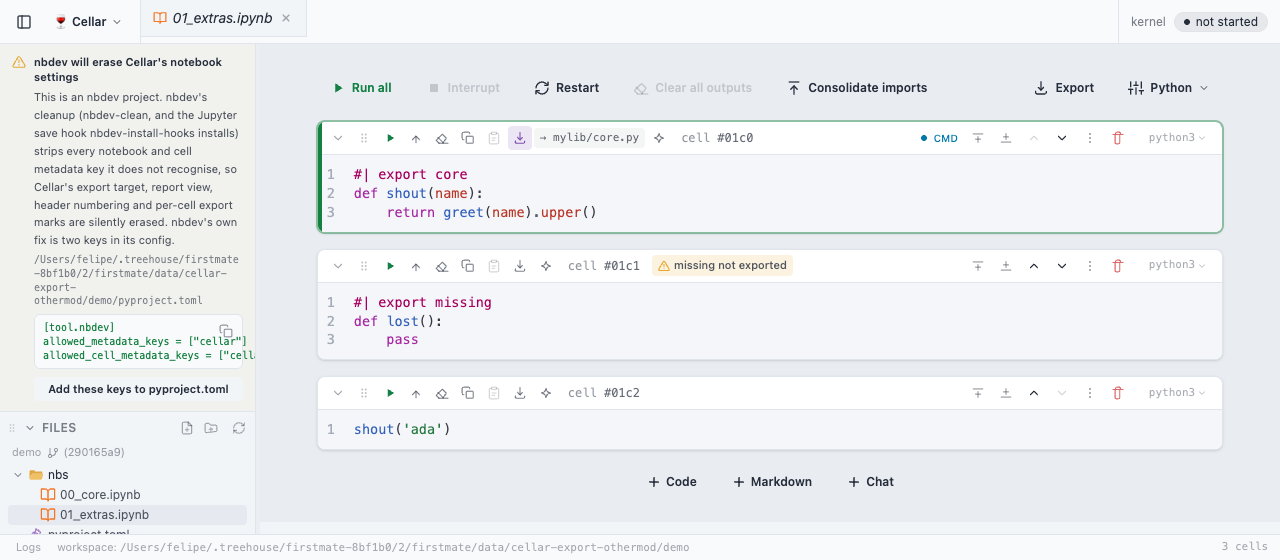 Cellar
01_extras.ipynb
kernel
not started
nbdev will erase Cellar's notebook
settings
This is an nbdev project. nbdev's
cleanup (nbdev-clean, and the Jupyter
save hook nbdev-install-hooks installs)
strips every notebook and cell
metadata key it does not recognise, so
Cellar's export target, report view,
header numbering and per-cell export
marks are silently erased. nbdev's own
fix is two keys in its config.
/Users/felipe/.treehouse/firstmate
-8bf1b0/2/firstmate/data/cellar-
export-
othermod/demo/pyproject.toml
[tool.nbdev]
allowed_metadata_keys = ["cellar"]
allowed_cell_metadata_keys = ["cell
Add these keys to pyproject.toml
FILES
demo (290165a9)
nbs
00_core.ipynb
01_extras.ipynb
pyproject.toml
Run all
Interrupt
Restart
Clear all outputs
Consolidate imports
Export
Python
→ mylib/core.py
cell #01c0
CMD
python3
1 #| export core
2 def shout(name):
3 return greet(name).upper()
cell #01c1
missing not exported
python3
1 #| export missing
2 def lost():
3 pass
cell #01c2
python3
1 shout('ada')
+ Code
+ Markdown
+ Chat
Logs
workspace: /Users/felipe/.treehouse/firstmate-8bf1b0/2/firstmate/data/cellar-export-othermod/demo
3 cells